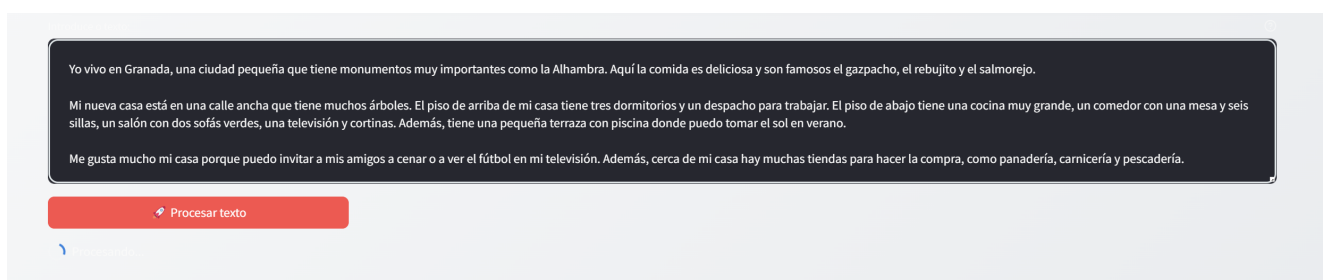 Yo vivo en Granada, una ciudad pequeña que tiene monumentos muy importantes como la Alhambra. Aquí la comida es deliciosa y son famosos el gazpacho, el rebujito y el salmorejo.
Mi nueva casa está en una calle ancha que tiene muchos árboles. El piso de arriba de mi casa tiene tres dormitorios y un despacho para trabajar. El piso de abajo tiene una cocina muy grande, un comedor con una mesa y seis
sillas, un salón con dos sofás verdes, una televisión y cortinas. Además, tiene una pequeña terraza con piscina donde puedo tomar el sol en verano.
Me gusta mucho mi casa porque puedo invitar a mis amigos a cenar o a ver el fútbol en mi televisión. Además, cerca de mi casa hay muchas tiendas para hacer la compra, como panadería, carnicería y pescadería.
🚀 Procesar texto